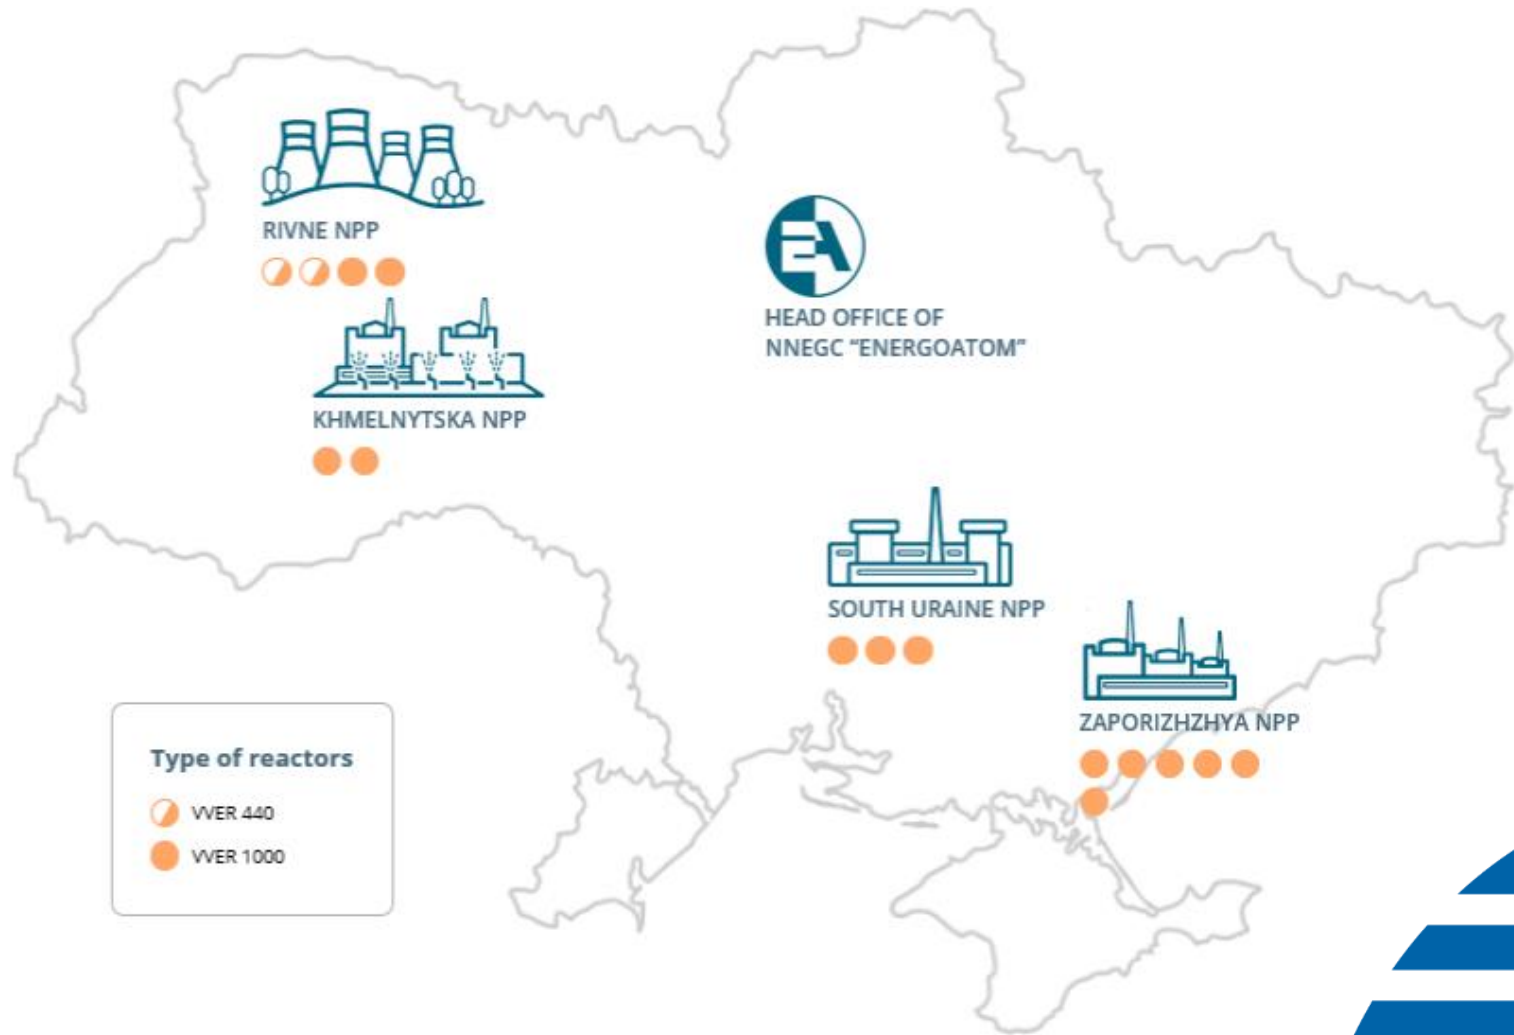 RIVNE NPP
EA
HEAD OFFICE OF
NNEGC "ENERGOATOM"
KHMELNYTSKA NPP
SOUTH URAINE NPP
ZAPORIZHZHYA NPP
Type of reactors
VVER 440
VVER 1000